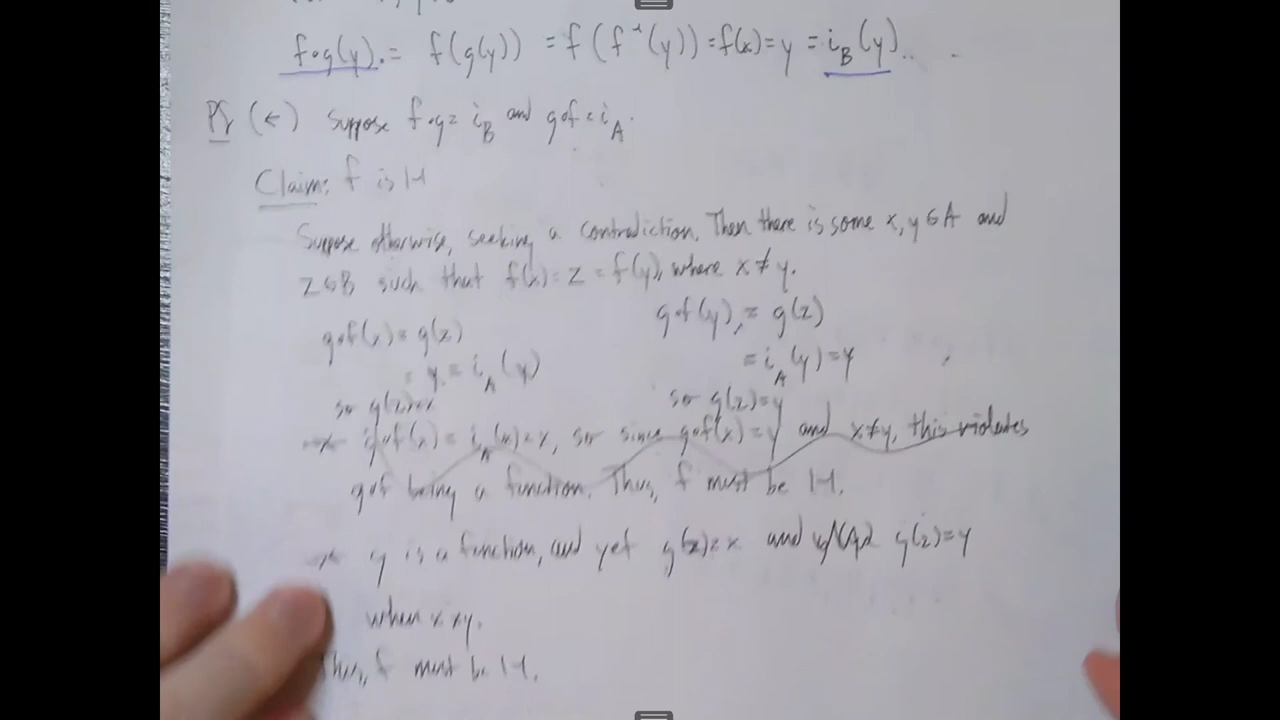 f∘g(y) = f(g(y)) = f(f⁻¹(y)) = f(x) = y = i_B(y)
Pf (←) Suppose f∘g = i_B and g∘f = i_A.
Claim: f is 1-1
Suppose otherwise, seeking a contradiction. Then there is some x, y ∈ A and
z ∈ B such that f(x) = z = f(y), where x ≠ y.
g∘f(x) = g(z)
g∘f(y) = g(z)
= y = i_A(y)
= i_A(y) = y
so g(z) = x
so g(z) = y
g∘f(x) = i_A(x) = x, so since g∘f(x) = y and x ≠ y, this violates
g∘f being a function. Thus, f must be 1-1.
g is a function, and yet g(z) = x and g(z) = y
when x ≠ y.
Thus, f must be 1-1.